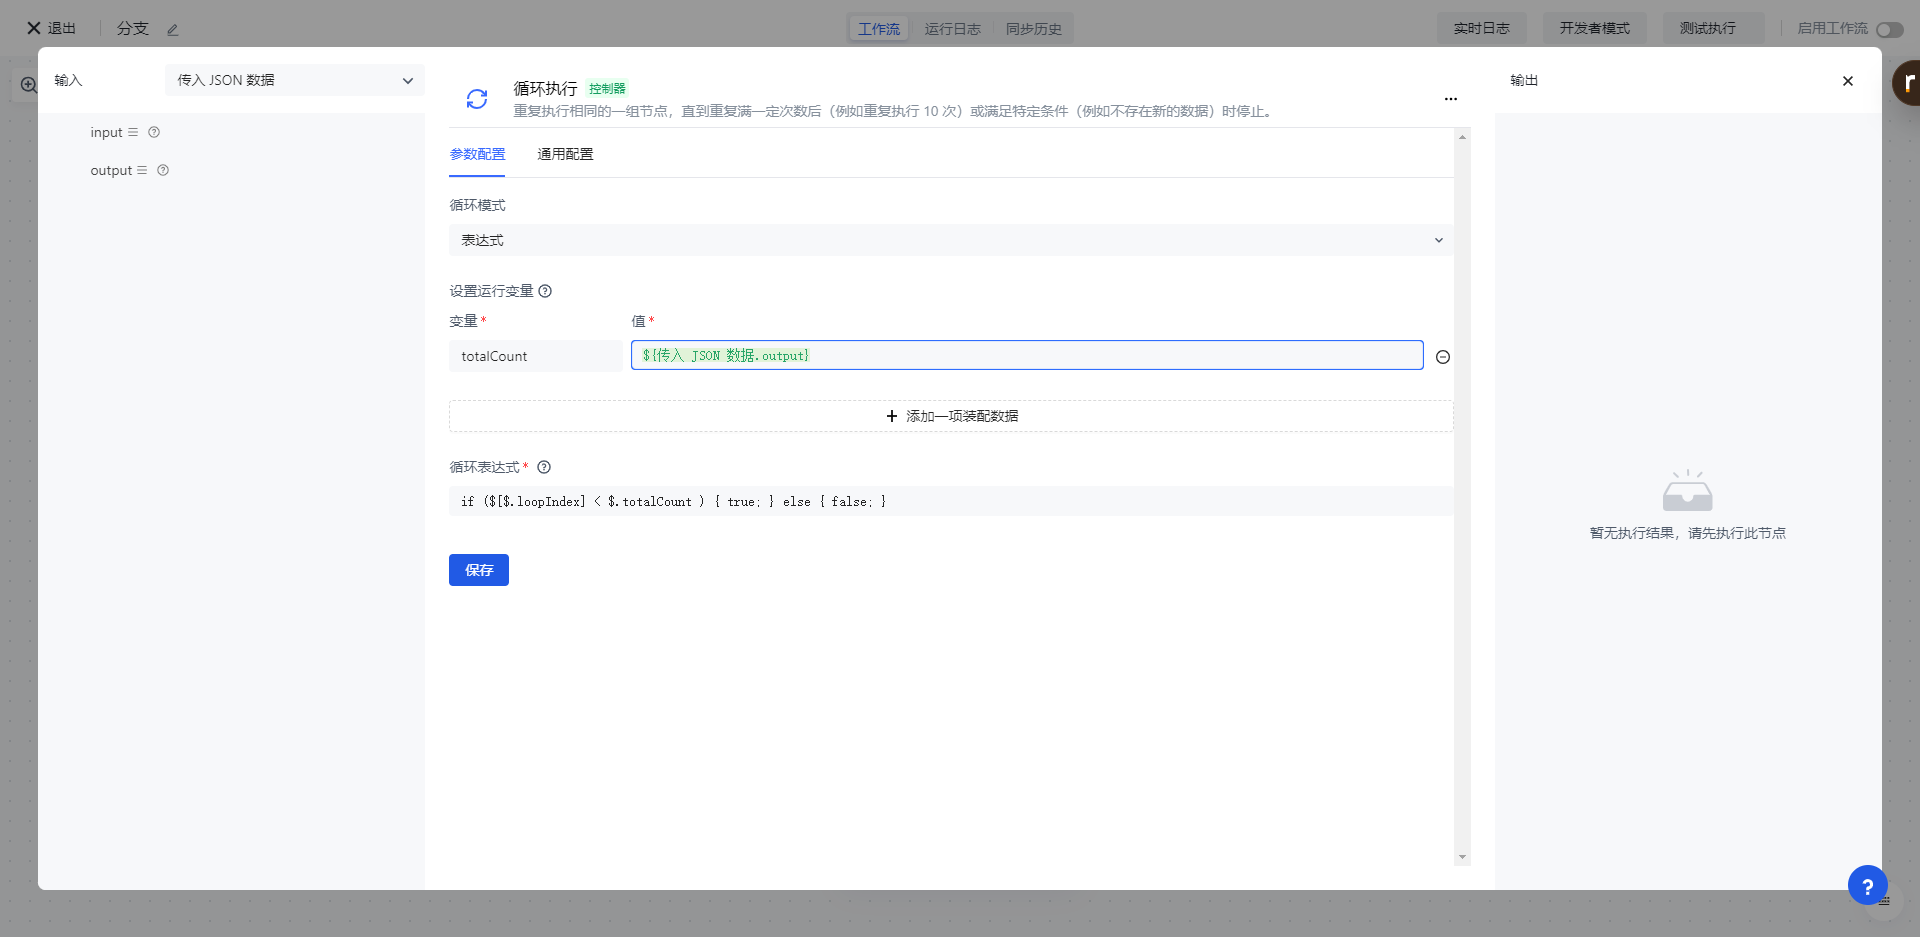 退出
分支
工作流
运行日志
同步历史
实时日志
开发者模式
测试执行
启用工作流
输入
传入 JSON 数据
input
output
循环执行 控制器
重复执行相同的一组节点，直到重复满一定次数后（例如重复执行 10 次）或满足特定条件（例如不存在新的数据）时停止。
参数配置
通用配置
循环模式
表达式
设置运行变量
变量*
值*
totalCount
${传入 JSON 数据.output}
添加一项装配数据
循环表达式*
if ($[$.loopIndex] < $.totalCount ) { true; } else { false; }
保存
输出
暂无执行结果，请先执行此节点
r
?